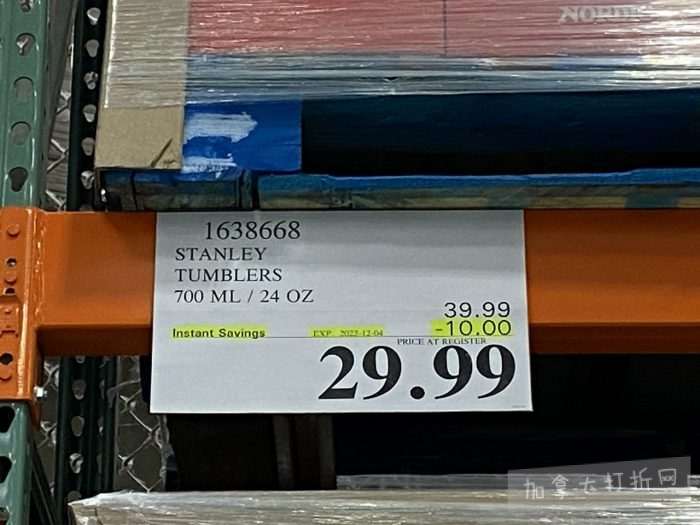 1638668
STANLEY
TUMBLERS
700 ML / 24 OZ
39.99
Instant Savings EXP. 2022-12-04 -10.00
PRICE AT REGISTER
29.99
加拿大打折网